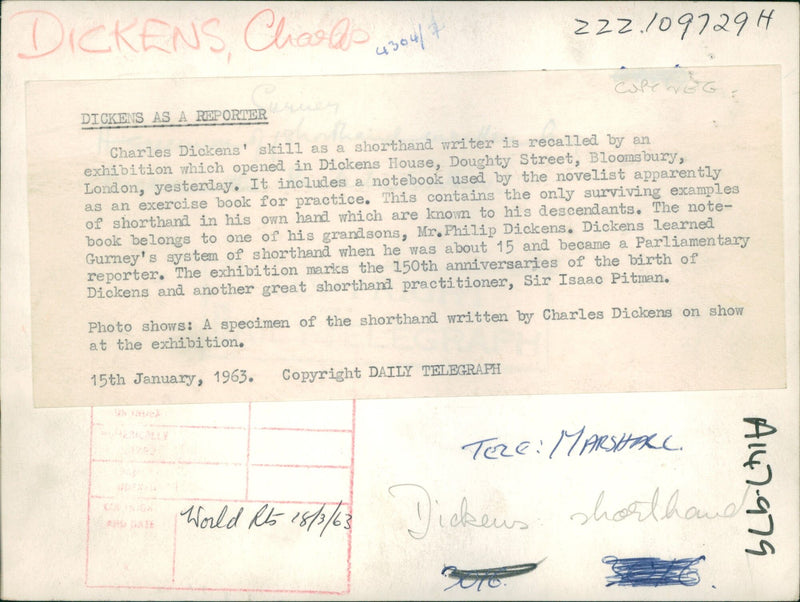 DICKENS, Charles
4304/7
ZZZ.109729H
COPY NEG:
Gurney
DICKENS AS A REPORTER
Charles Dickens' skill as a shorthand writer is recalled by an
exhibition which opened in Dickens House, Doughty Street, Bloomsbury,
London, yesterday. It includes a notebook used by the novelist apparently
as an exercise book for practice. This contains the only surviving examples
of shorthand in his own hand which are known to his descendants. The note-
book belongs to one of his grandsons, Mr.Philip Dickens. Dickens learned
Gurney's system of shorthand when he was about 15 and became a Parliamentary
reporter. The exhibition marks the 150th anniversaries of the birth of
Dickens and another great shorthand practitioner, Sir Isaac Pitman.
Photo shows: A specimen of the shorthand written by Charles Dickens on show
at the exhibition.
15th January, 1963. Copyright DAILY TELEGRAPH
AND DATE
World Rts 18/3/63
TELE: MARSHALL.
Dickens shorthand
A147-979